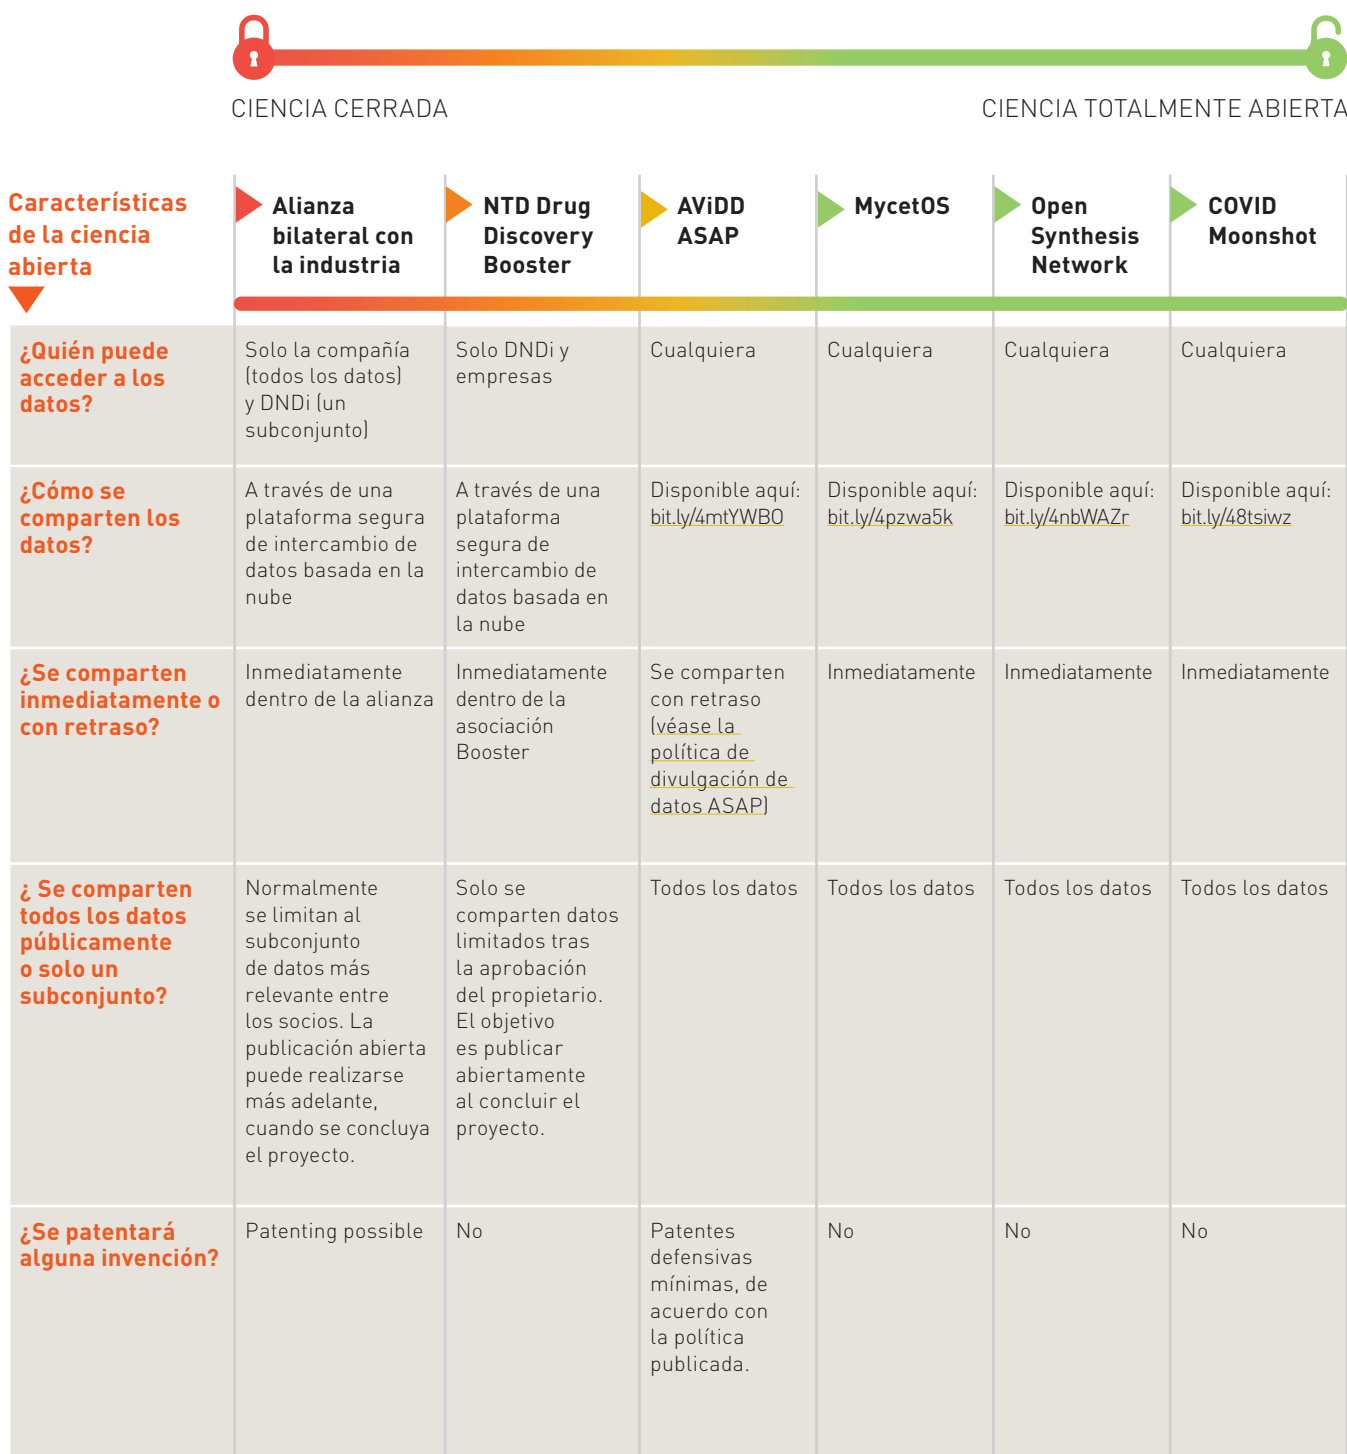 CIENCIA CERRADA
CIENCIA TOTALMENTE ABIERTA
Características
de la ciencia
abierta
Alianza
bilateral con
la industria
NTD Drug
Discovery
Booster
AViDD
ASAP
MycetOS
Open
Synthesis
Network
COVID
Moonshot
¿Quién puede
acceder a los
datos?
Solo la compañía
(todos los datos)
y DNDi (un
subconjunto)
Solo DNDi y
empresas
Cualquiera
Cualquiera
Cualquiera
Cualquiera
¿Cómo se
comparten los
datos?
A través de una
plataforma segura
de intercambio de
datos basada en la
nube
A través de una
plataforma
segura de
intercambio de
datos basada en
la nube
Disponible aquí:
bit.ly/4mtYWBO
Disponible aquí:
bit.ly/4pzwa5k
Disponible aquí:
bit.ly/4nbWAZr
Disponible aquí:
bit.ly/48tsiwz
¿Se comparten
inmediatamente o
con retraso?
Inmediatamente
dentro de la alianza
Inmediatamente
dentro de la
asociación
Booster
Se comparten
con retraso
(véase la
política de
divulgación de
datos ASAP)
Inmediatamente
Inmediatamente
Inmediatamente
¿ Se comparten
todos los datos
públicamente
o solo un
subconjunto?
Normalmente
se limitan al
subconjunto
de datos más
relevante entre
los socios. La
publicación abierta
puede realizarse
más adelante,
cuando se concluya
el proyecto.
Solo se
comparten datos
limitados tras
la aprobación
del propietario.
El objetivo
es publicar
abiertamente
al concluir el
proyecto.
Todos los datos
Todos los datos
Todos los datos
Todos los datos
¿Se patentará
alguna invención?
Patenting possible
No
Patentes
defensivas
mínimas, de
acuerdo con
la política
publicada.
No
No
No